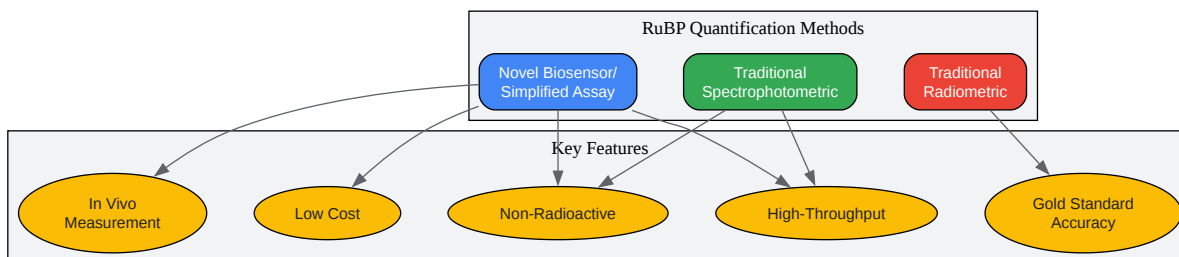 RuBP Quantification Methods
Novel Biosensor/
Simplified Assay
Traditional
Spectrophotometric
Traditional
Radiometric
Key Features
In Vivo
Measurement
Low Cost
Non-Radioactive
High-Throughput
Gold Standard
Accuracy